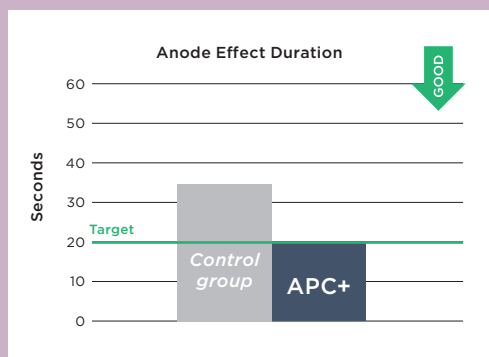 Anode Effect Duration
GOOD
Seconds
60
50
40
30
Target
20
10
0
Control
group
APC+